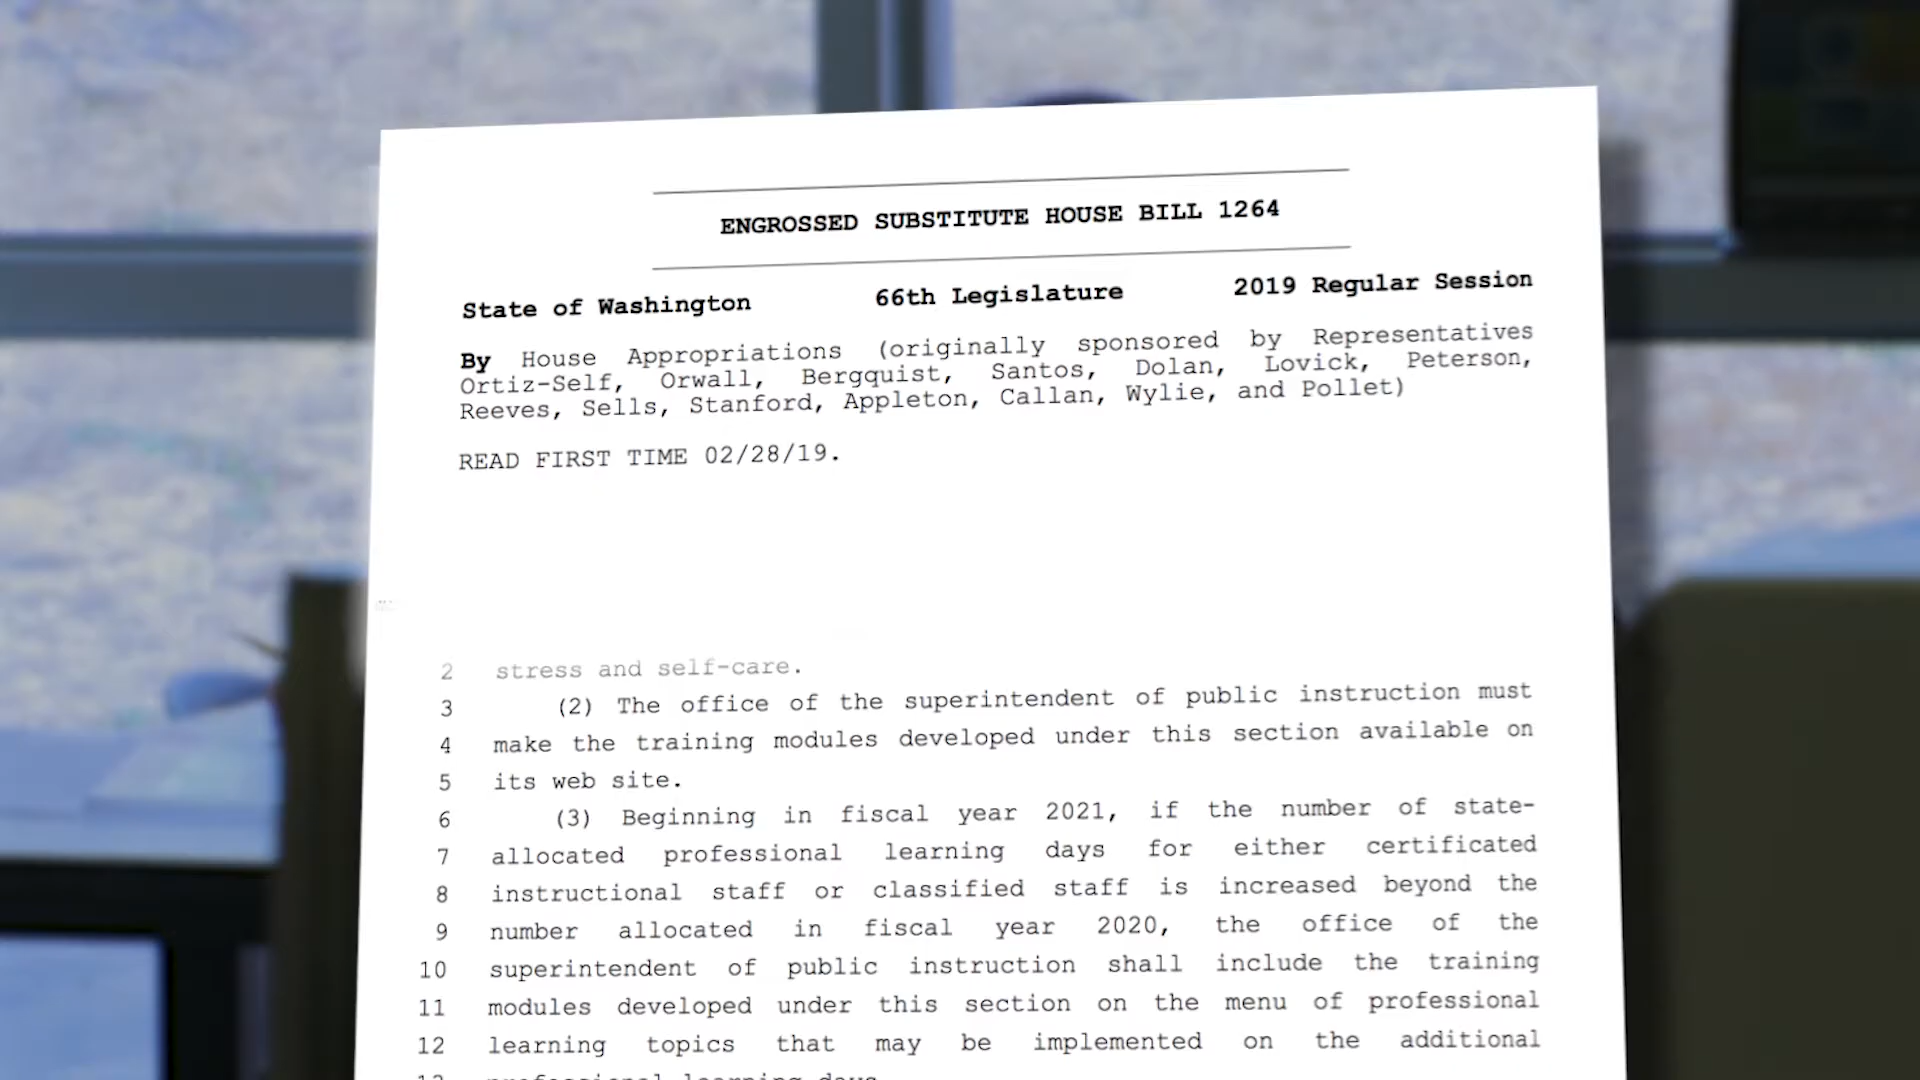 ENGROSSED SUBSTITUTE HOUSE BILL 1264
State of Washington 66th Legislature 2019 Regular Session
By House Appropriations (originally sponsored by Representatives
Ortiz-Self, Orwall, Bergquist, Santos, Dolan, Lovick, Peterson,
Reeves, Sells, Stanford, Appleton, Callan, Wylie, and Pollet)
READ FIRST TIME 02/28/19.
2 stress and self-care.
3 (2) The office of the superintendent of public instruction must
4 make the training modules developed under this section available on
5 its web site.
6 (3) Beginning in fiscal year 2021, if the number of state-
7 allocated professional learning days for either certificated
8 instructional staff or classified staff is increased beyond the
9 number allocated in fiscal year 2020, the office of the
10 superintendent of public instruction shall include the training
11 modules developed under this section on the menu of professional
12 learning topics that may be implemented on the additional
13 professional learning days.